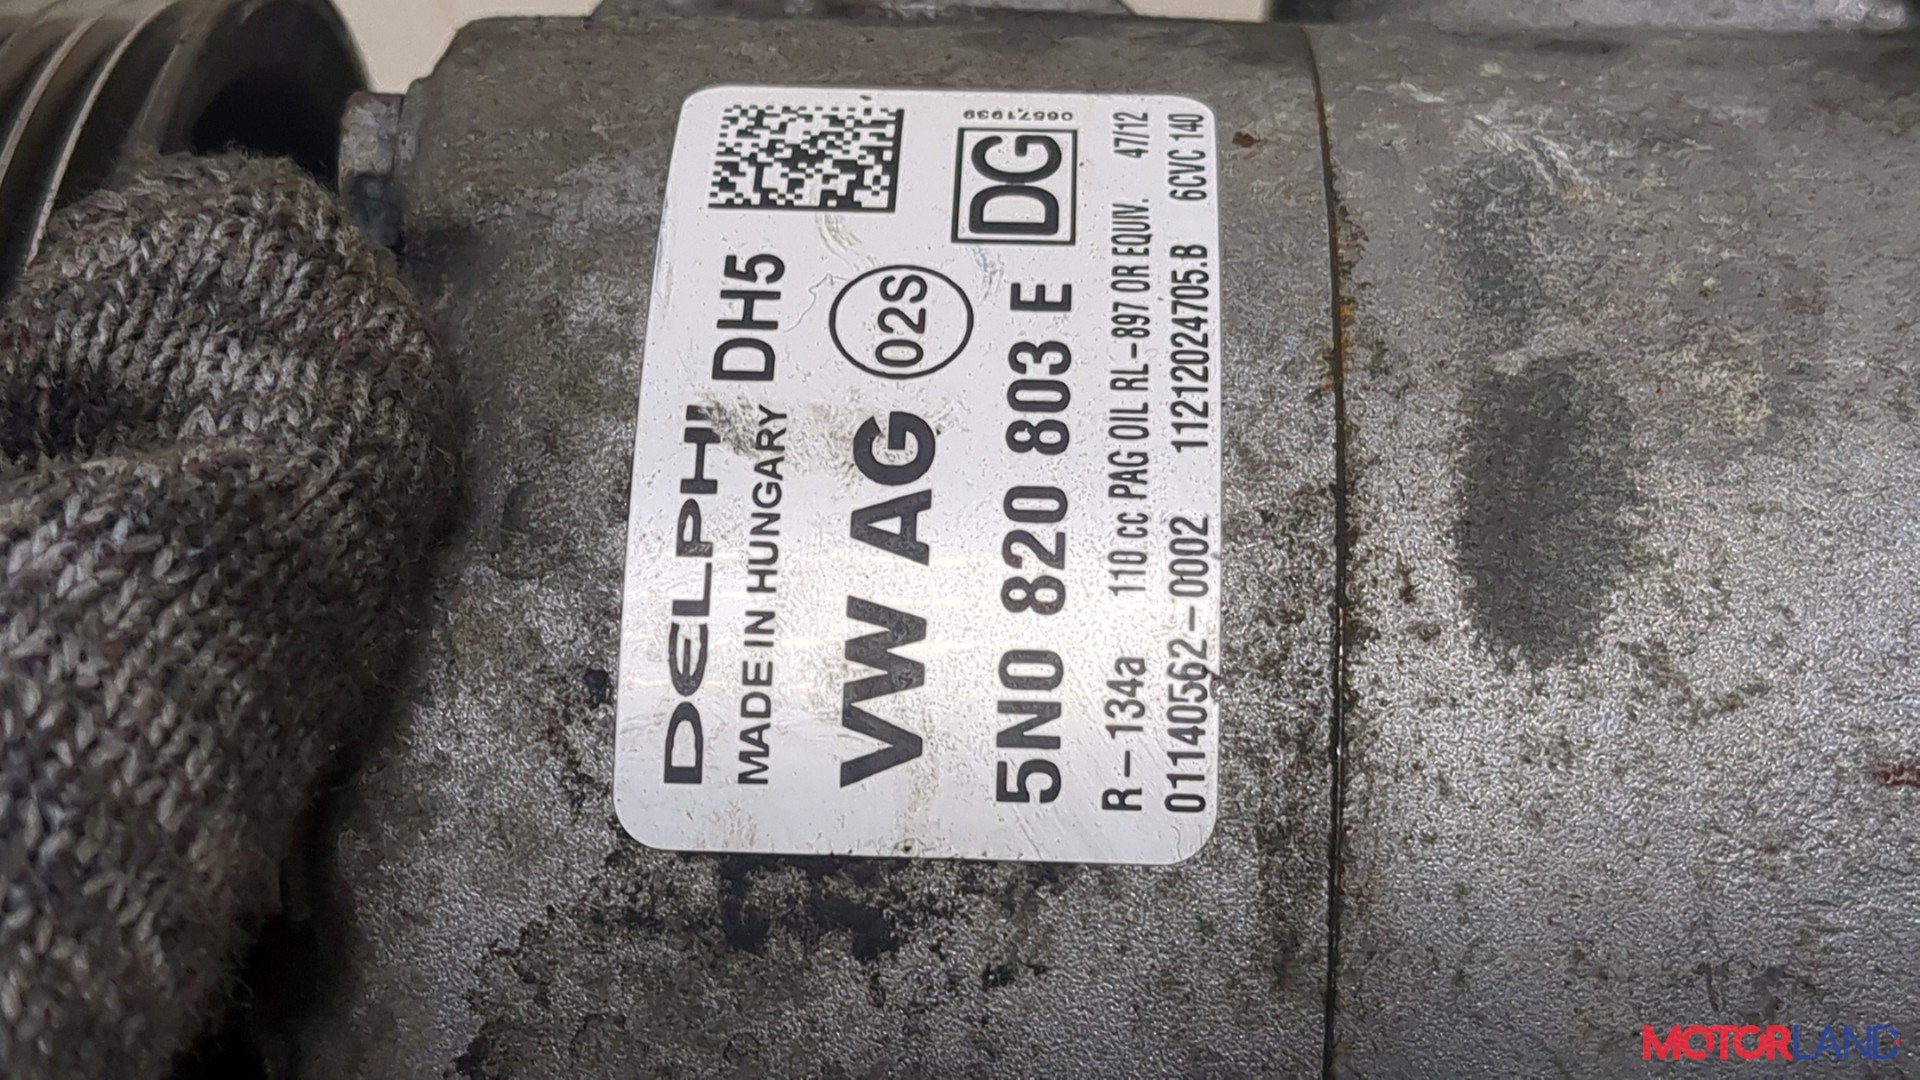 DELPHI DH5
MADE IN HUNGARY
VW AG 02S
06571939
5N0 820 803 E DG
R-134a 110 cc PAG OIL RL-897 OR EQUIV. 47/12
01140562-0002 11212024705.B 6CVC 140
MOTORLAND